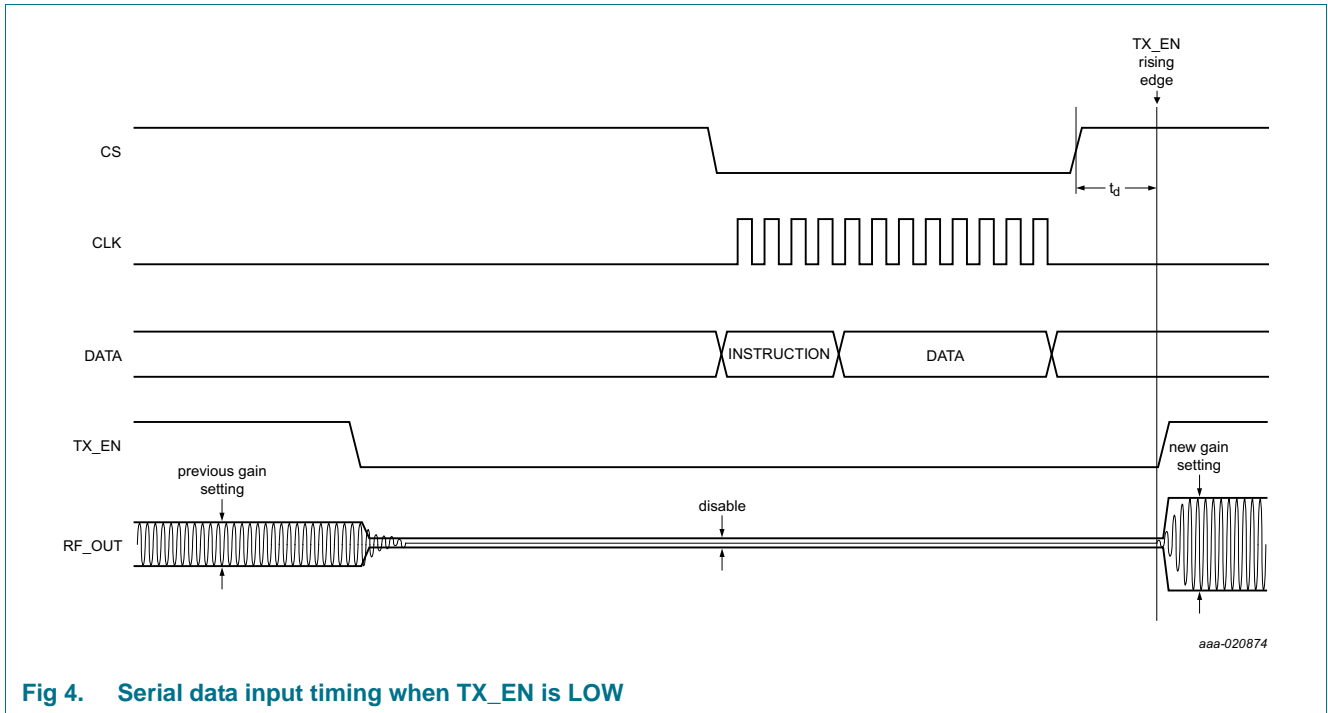 TX_EN
rising
edge
CS
td
CLK
DATA
INSTRUCTION
DATA
TX_EN
previous gain
setting
new gain
setting
disable
RF_OUT
aaa-020874
Fig 4. Serial data input timing when TX_EN is LOW